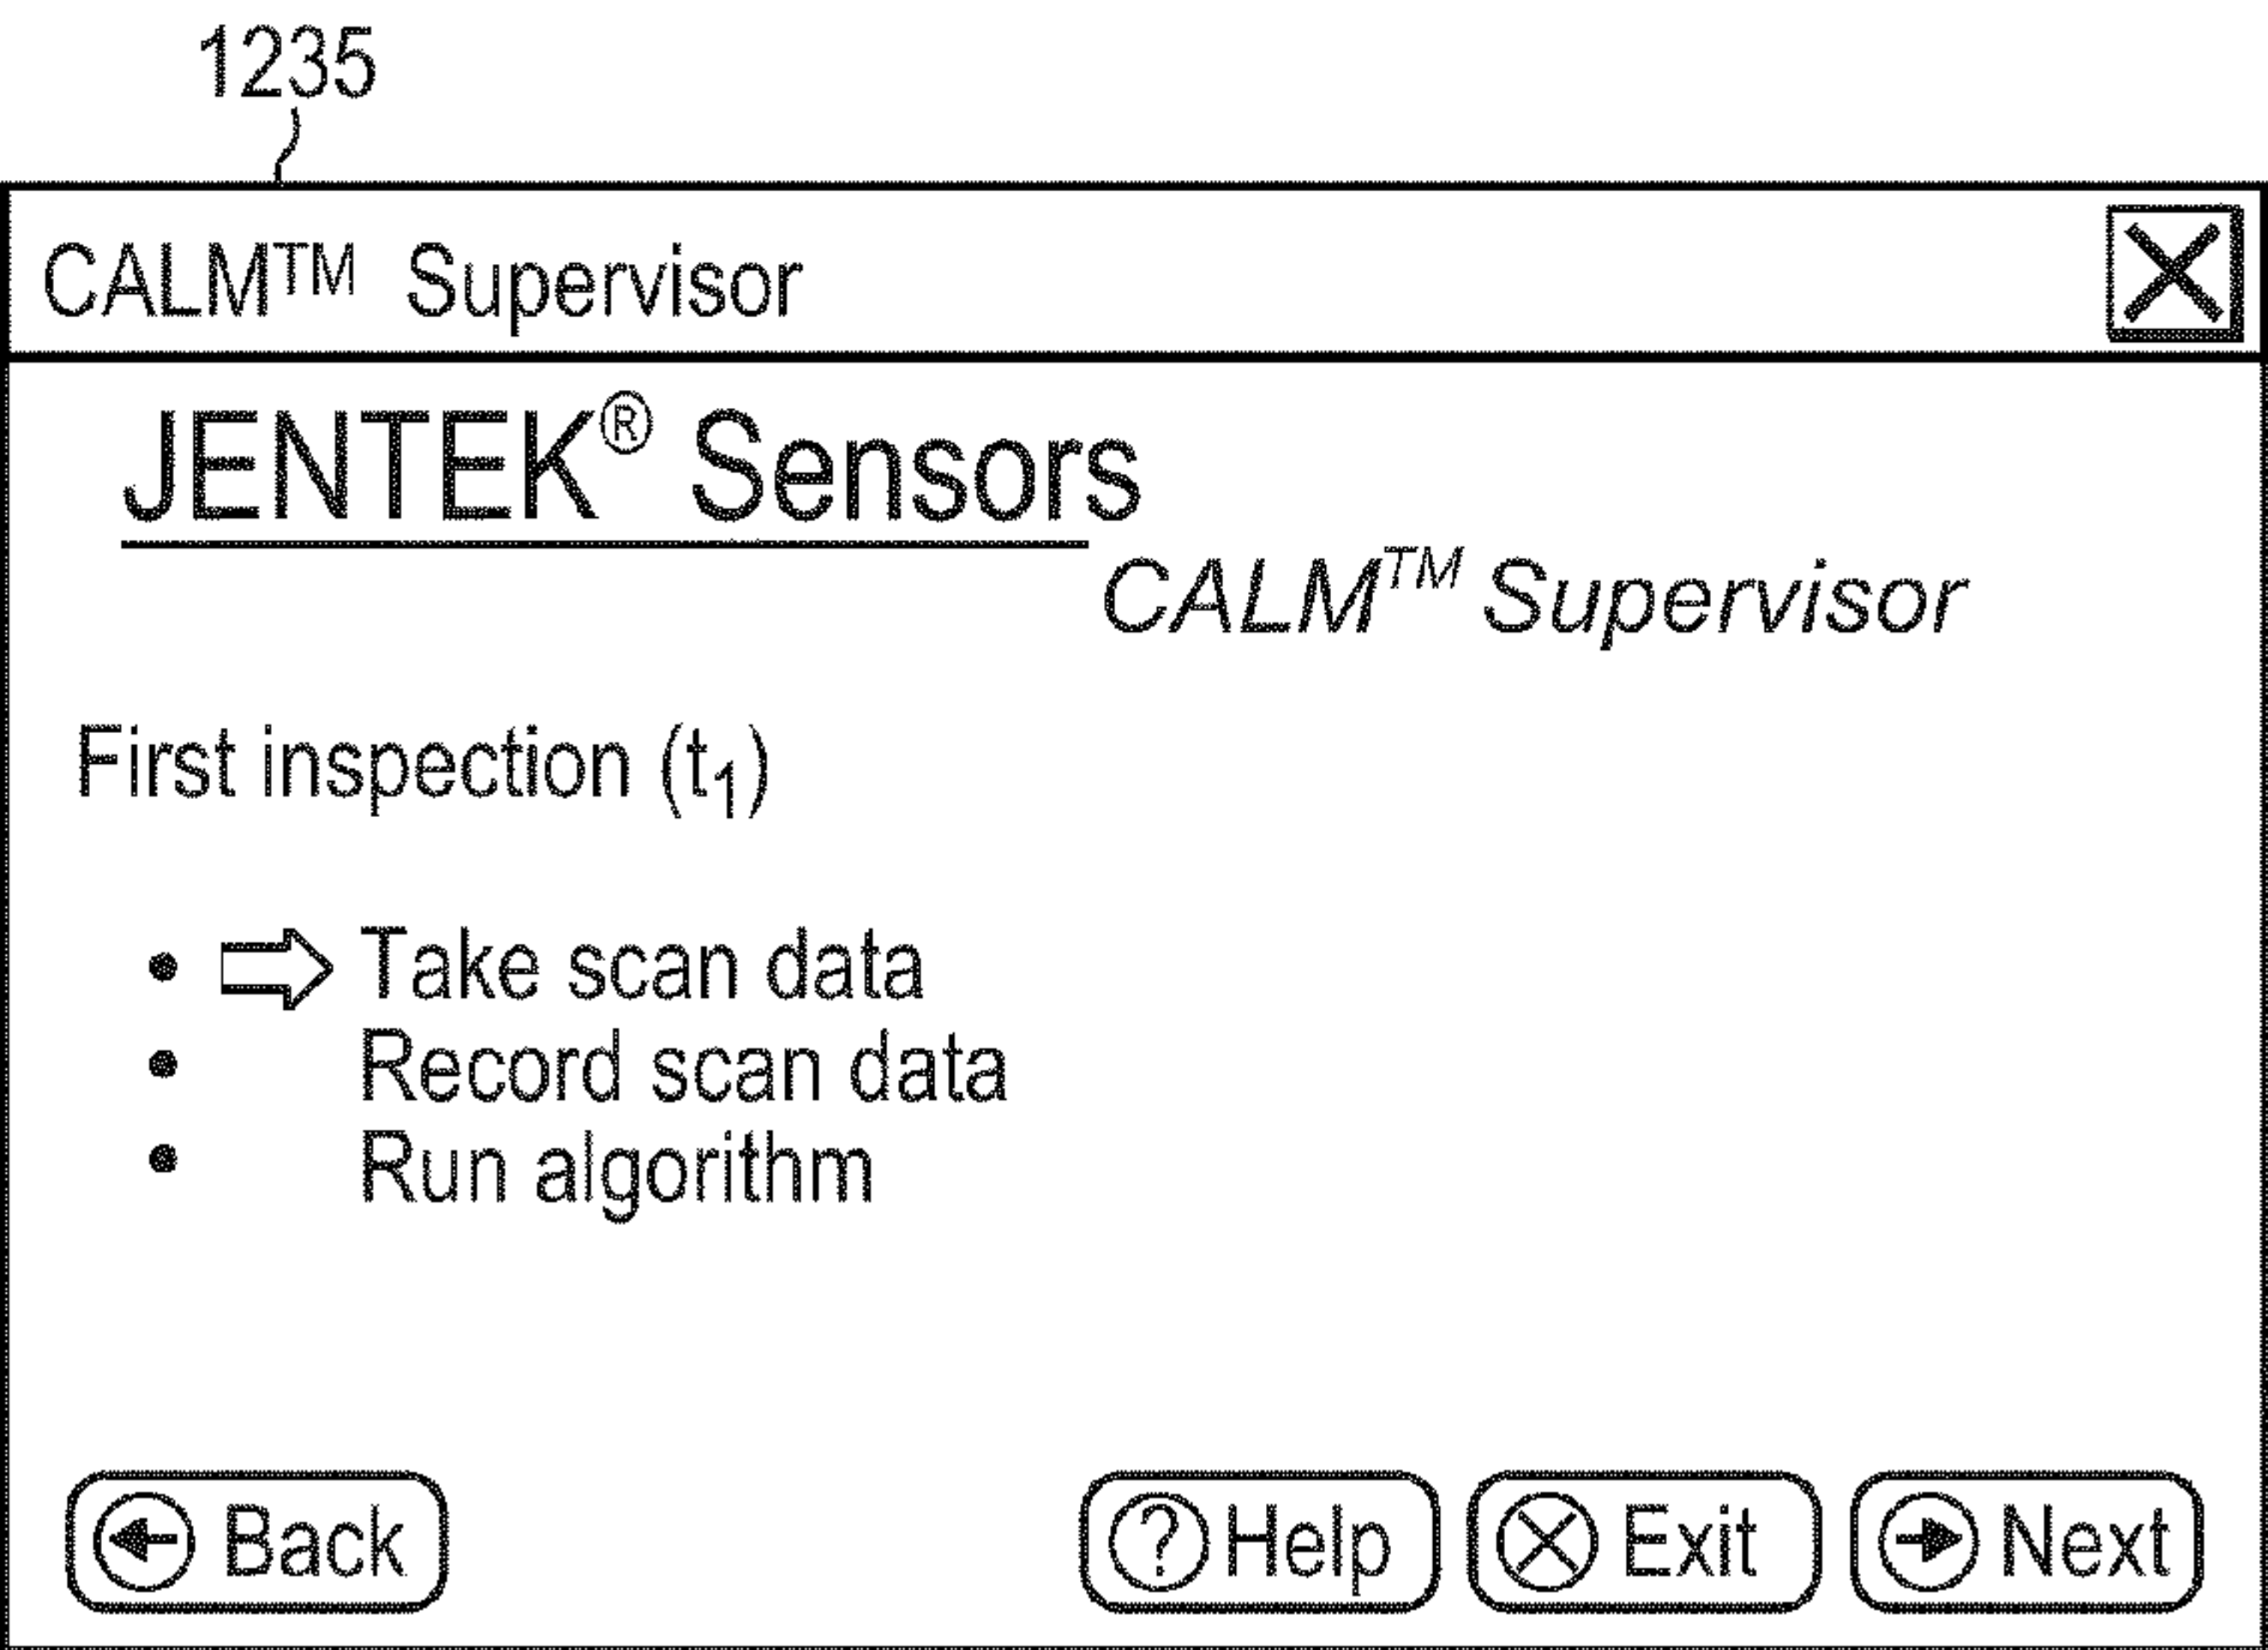 1235
CALM™ Supervisor
JENTEK® Sensors
CALM™ Supervisor
First inspection (t₁)
• Take scan data
• Record scan data
• Run algorithm
Back Help Exit Next